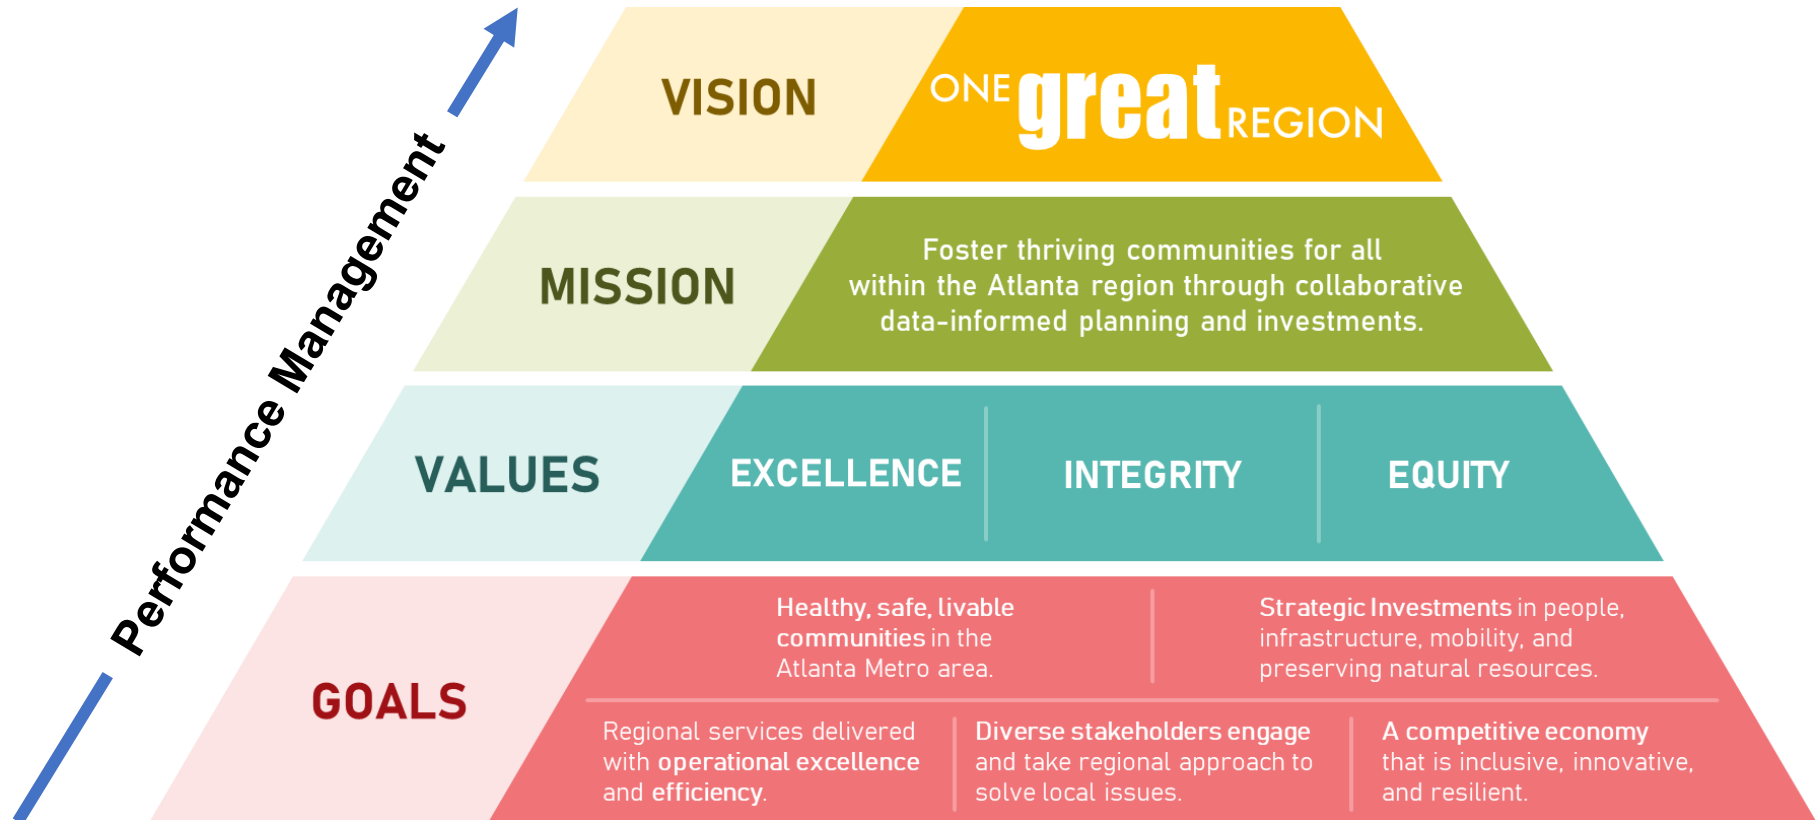 Performance Management
VISION
ONE great REGION
MISSION
Foster thriving communities for all
within the Atlanta region through collaborative
data-informed planning and investments.
VALUES
EXCELLENCE
INTEGRITY
EQUITY
GOALS
Healthy, safe, livable
communities in the
Atlanta Metro area.
Strategic Investments in people,
infrastructure, mobility, and
preserving natural resources.
Regional services delivered
with operational excellence
and efficiency.
Diverse stakeholders engage
and take regional approach to
solve local issues.
A competitive economy
that is inclusive, innovative,
and resilient.